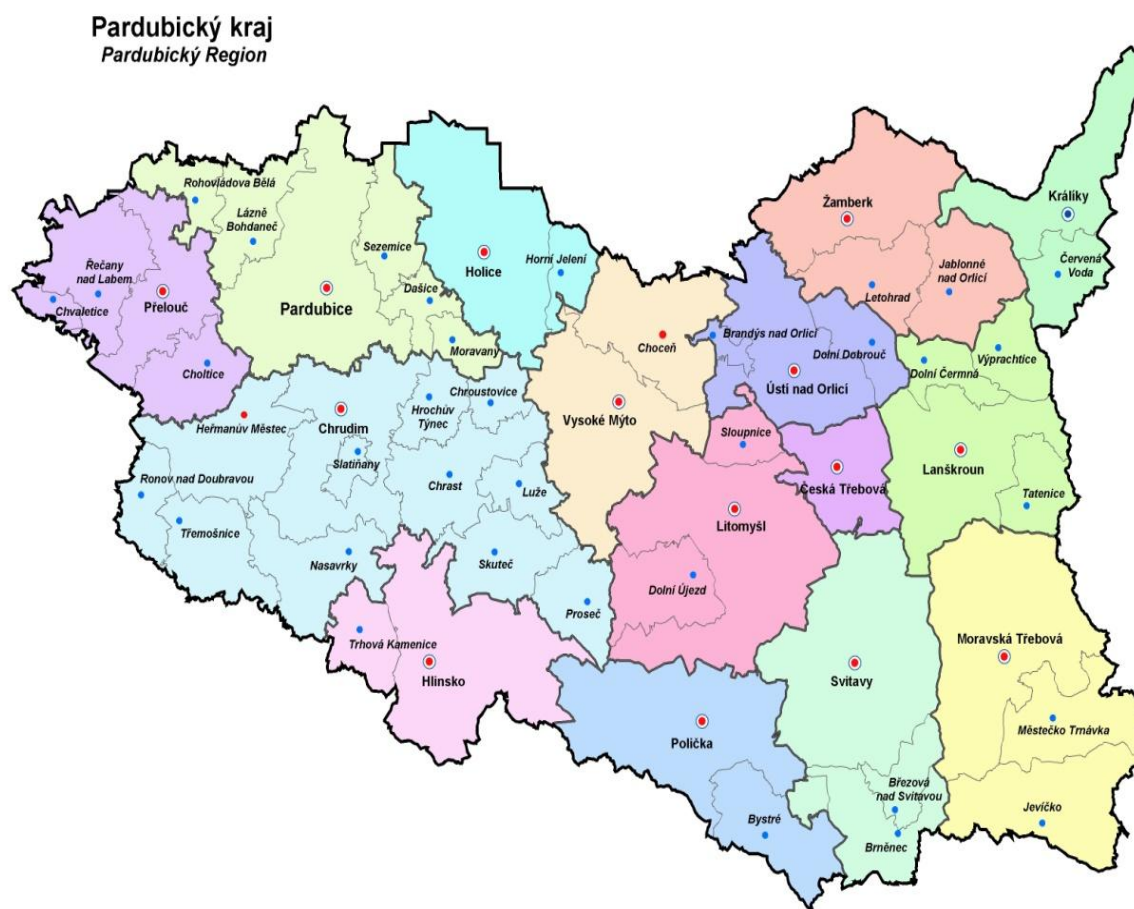 Pardubický kraj
Pardubický Region
Rohovládova Bělá
Lázně
Bohdaneč
Sezemice
Holice
Horní Jelení
Žamberk
Králíky
Červená
Voda
Řečany
nad Labem
Chvaletice
Přelouč
Pardubice
Dašice
Moravany
Choltice
Letohrad
Jablonné
nad Orlicí
Choceň
Brandýs nad Orlicí
Dolní Dobrouč
Ústí nad Orlicí
Dolní Čermná
Výprachtice
Heřmanův Městec
Chrudim
Hrochův
Týnec
Chroustovice
Vysoké Mýto
Slatiňany
Chrast
Luže
Sloupnice
Česká Třebová
Lanškroun
Tatenice
Ronov nad Doubravou
Třemošnice
Litomyšl
Nasavrky
Skuteč
Proseč
Dolní Újezd
Trhová Kamenice
Hlinsko
Svitavy
Moravská Třebová
Polička
Městečko Trnávka
Březová
nad Svitavou
Bystré
Brněnec
Jevíčko